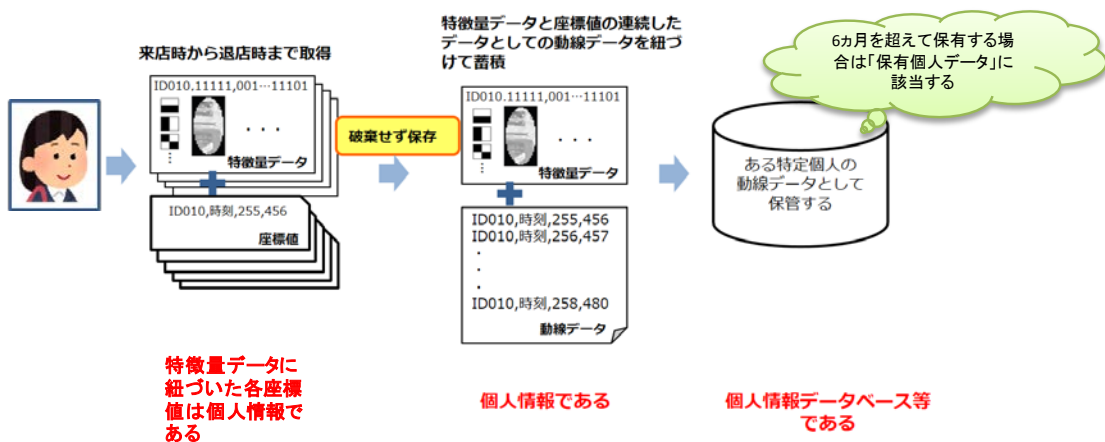 来店時から退店時まで取得
ID010.11111,001…11101
・・・
⋮
特徴量データ
ID010,時刻,255,456
座標値
特徴量データに
紐づいた各座標
値は個人情報で
ある
破棄せず保存
特徴量データと座標値の連続した
データとしての動線データを紐づ
けて蓄積
ID010.11111,001…11101
・・・
⋮
特徴量データ
ID010,時刻,255,456
ID010,時刻,256,457
・
・
・
ID010,時刻,258,480
動線データ
個人情報である
6ヵ月を超えて保有する場
合は「保有個人データ」に
該当する
ある特定個人の
動線データとして
保管する
個人情報データベース等
である